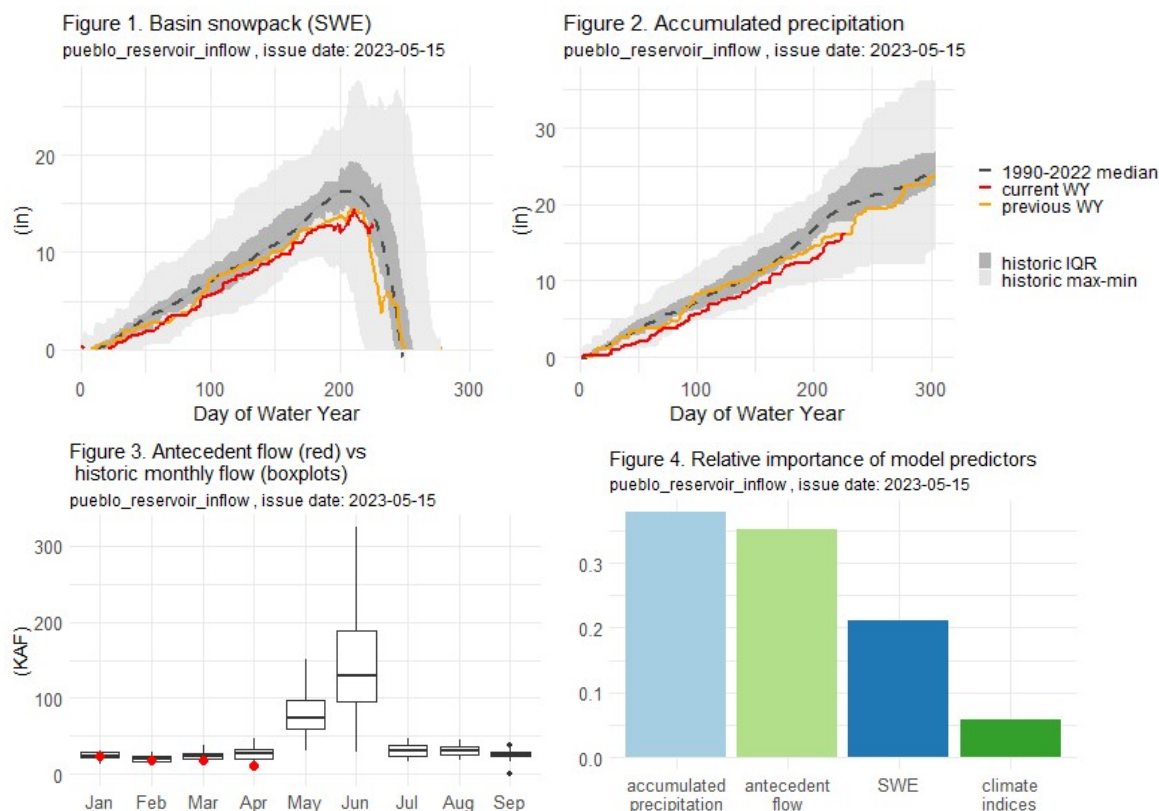 Figure 1. Basin snowpack (SWE)
pueblo_reservoir_inflow , issue date: 2023-05-15
(in)
20
10
0
0 100 200 300
Day of Water Year
Figure 2. Accumulated precipitation
pueblo_reservoir_inflow , issue date: 2023-05-15
(in)
30
20
10
0
0 100 200 300
Day of Water Year
1990-2022 median
current WY
previous WY
historic IQR
historic max-min
Figure 3. Antecedent flow (red) vs
historic monthly flow (boxplots)
pueblo_reservoir_inflow , issue date: 2023-05-15
(KAF)
300
200
100
0
Jan Feb Mar Apr May Jun Jul Aug Sep
Figure 4. Relative importance of model predictors
pueblo_reservoir_inflow , issue date: 2023-05-15
0.3
0.2
0.1
0.0
accumulated precipitation
antecedent flow
SWE
climate indices